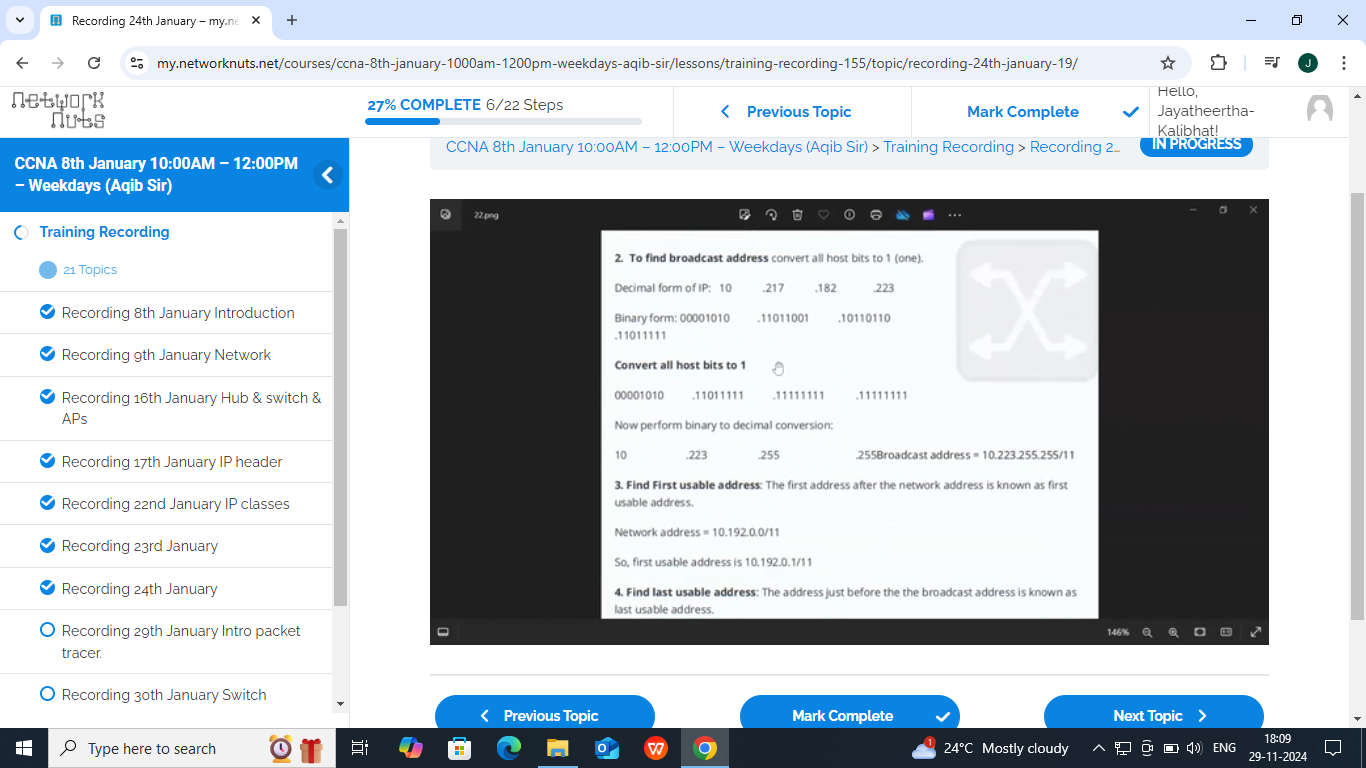 Recording 24th January – my.ne
my.networknuts.net/courses/ccna-8th-january-1000am-1200pm-weekdays-aqib-sir/lessons/training-recording-155/topic/recording-24th-january-19/
J
network
nuts
27% COMPLETE 6/22 Steps
Previous Topic
Mark Complete
Hello,
Jayatheertha-
Kalibhat!
CCNA 8th January 10:00AM – 12:00PM
– Weekdays (Aqib Sir)
Training Recording
21 Topics
Recording 8th January Introduction
Recording 9th January Network
Recording 16th January Hub & switch &
APs
Recording 17th January IP header
Recording 22nd January IP classes
Recording 23rd January
Recording 24th January
Recording 29th January Intro packet
tracer.
Recording 30th January Switch
CCNA 8th January 10:00AM – 12:00PM – Weekdays (Aqib Sir) > Training Recording > Recording 2...
IN PROGRESS
22.png
2. To find broadcast address convert all host bits to 1 (one).
Decimal form of IP: 10 .217 .182 .223
Binary form: 00001010 .11011001 .10110110
.11011111
Convert all host bits to 1
00001010 .11011111 .11111111 .11111111
Now perform binary to decimal conversion:
10 .223 .255 .255Broadcast address = 10.223.255.255/11
3. Find First usable address: The first address after the network address is known as first
usable address.
Network address = 10.192.0.0/11
So, first usable address is 10.192.0.1/11
4. Find last usable address: The address just before the the broadcast address is known as
last usable address.
146%
Previous Topic
Mark Complete
Next Topic
Type here to search
1
24°C Mostly cloudy
ENG
18:09
29-11-2024